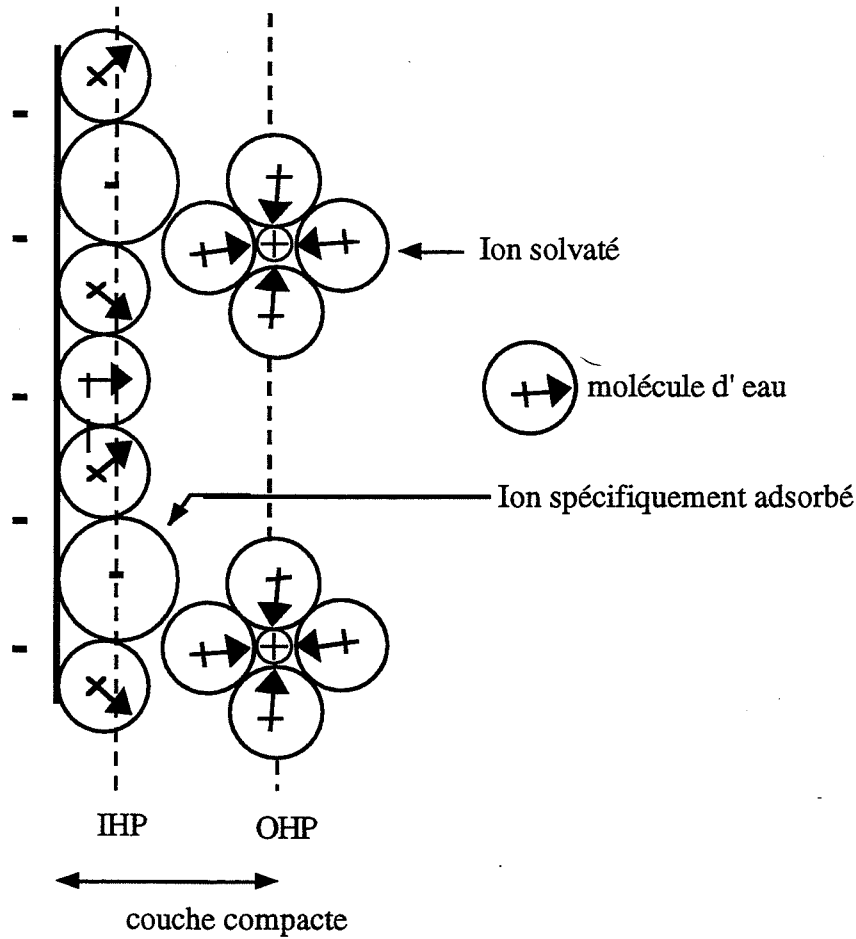 Ion solvaté
molécule d' eau
Ion spécifiquement adsorbé
IHP
OHP
couche compacte